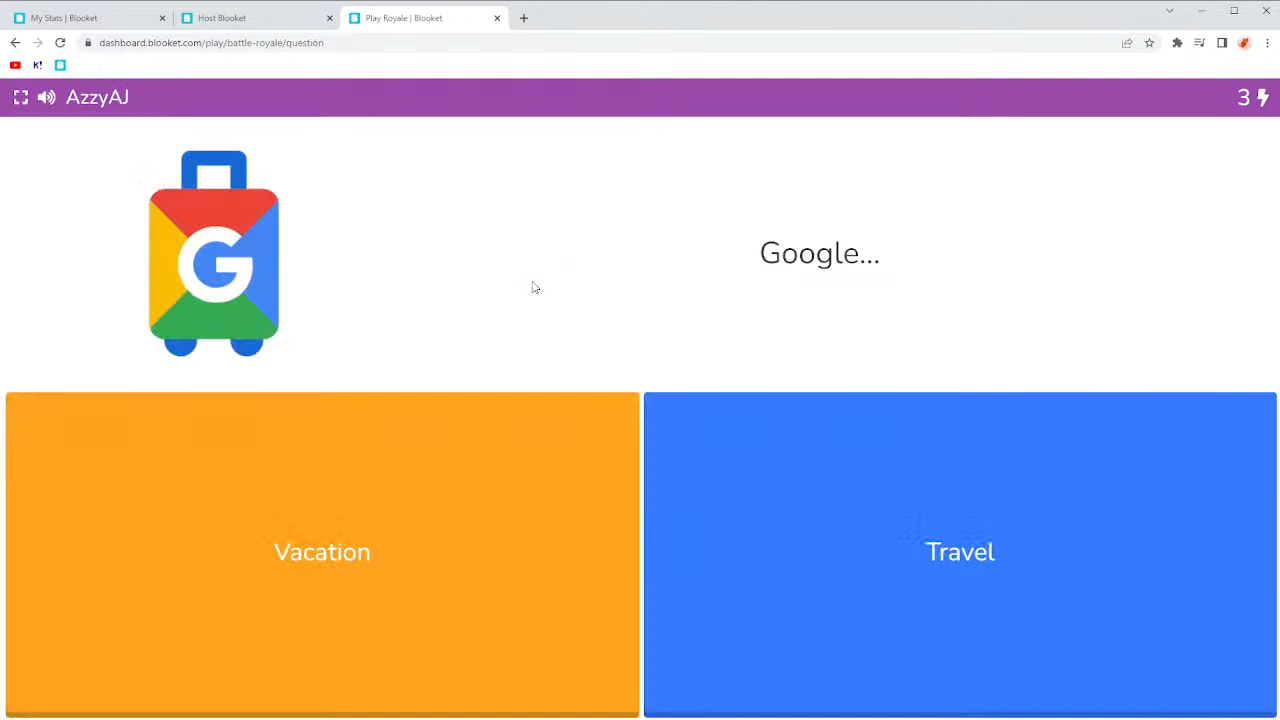 My Stats | Blooket
Host Blooket
Play Royale | Blooket
dashboard.blooket.com/play/battle-royale/question
K!
AzzyAJ
3
G
Google...
Vacation
Travel